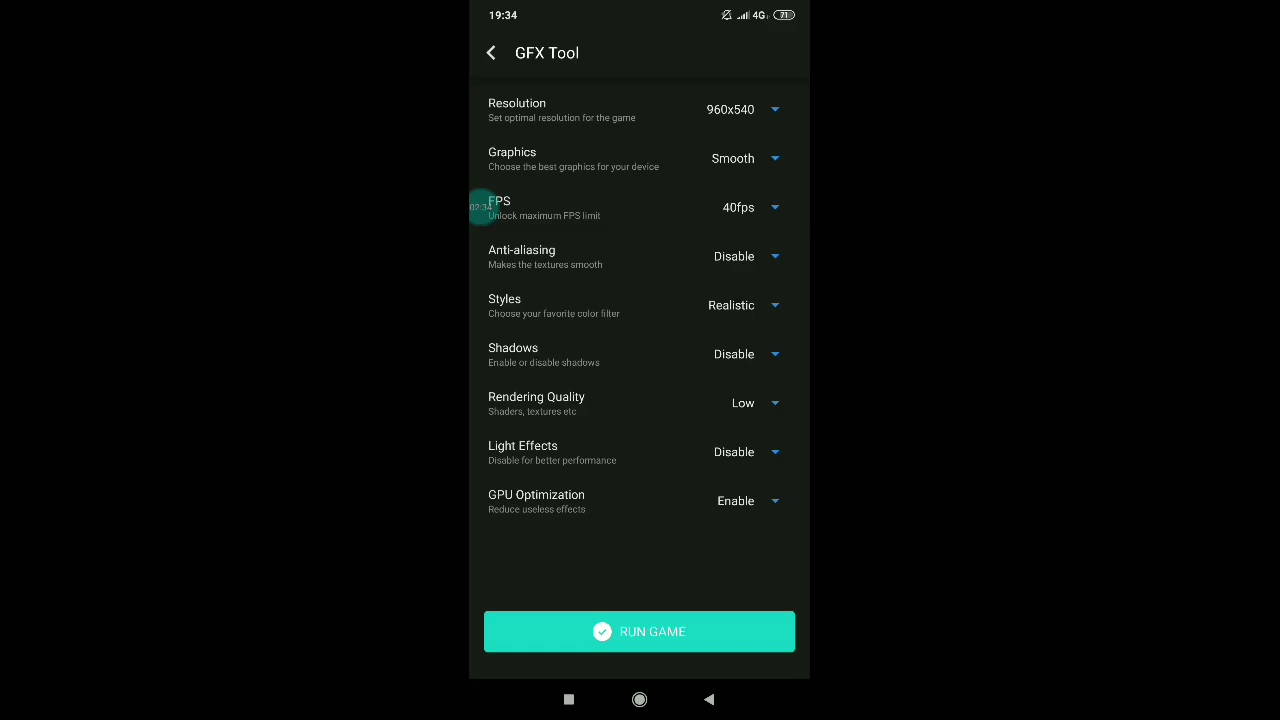 19:34
4G
71
GFX Tool
Resolution
Set optimal resolution for the game
960x540
Graphics
Choose the best graphics for your device
Smooth
FPS
Unlock maximum FPS limit
40fps
02:34
Anti-aliasing
Makes the textures smooth
Disable
Styles
Choose your favorite color filter
Realistic
Shadows
Enable or disable shadows
Disable
Rendering Quality
Shaders, textures etc
Low
Light Effects
Disable for better performance
Disable
GPU Optimization
Reduce useless effects
Enable
RUN GAME